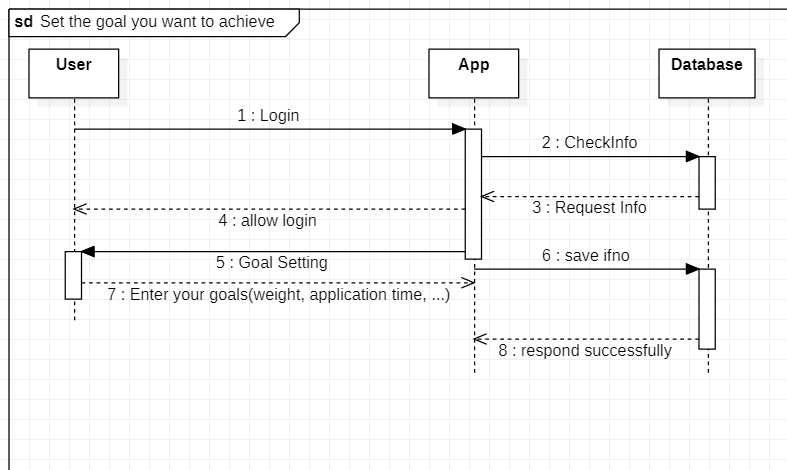 sd Set the goal you want to achieve
User App Database
1 : Login
2 : CheckInfo
3 : Request Info
4 : allow login
5 : Goal Setting
6 : save ifno
7 : Enter your goals(weight, application time, ...)
8 : respond successfully